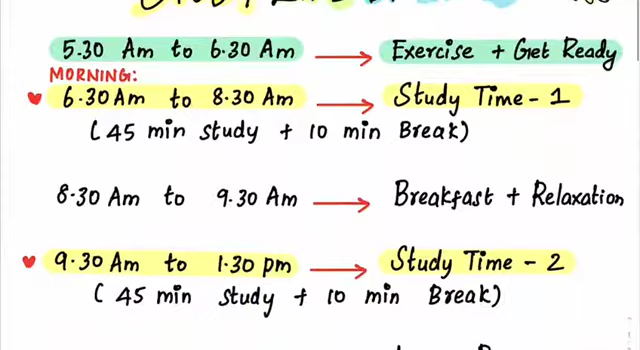 5.30 Am to 6.30 Am → Exercise + Get Ready
MORNING:
6.30 Am to 8.30 Am → Study Time - 1
(45 min study + 10 min Break)
8.30 Am to 9.30 Am → Breakfast + Relaxation
9.30 Am to 1.30 pm → Study Time - 2
(45 min study + 10 min Break)